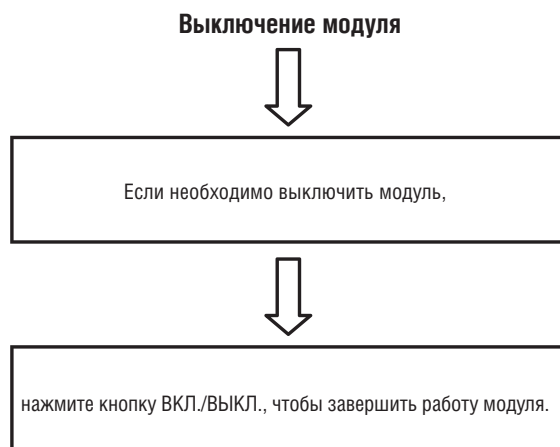 Выключение модуля
Если необходимо выключить модуль,
нажмите кнопку ВКЛ./ВЫКЛ., чтобы завершить работу модуля.